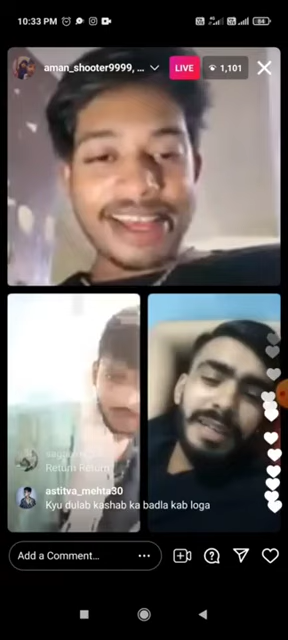 10:33 PM
84
aman_shooter9999, ...
LIVE
1,101
Return Return
astitva_mehta30
Kyu dulab kashab ka badla kab loga
Add a Comment...